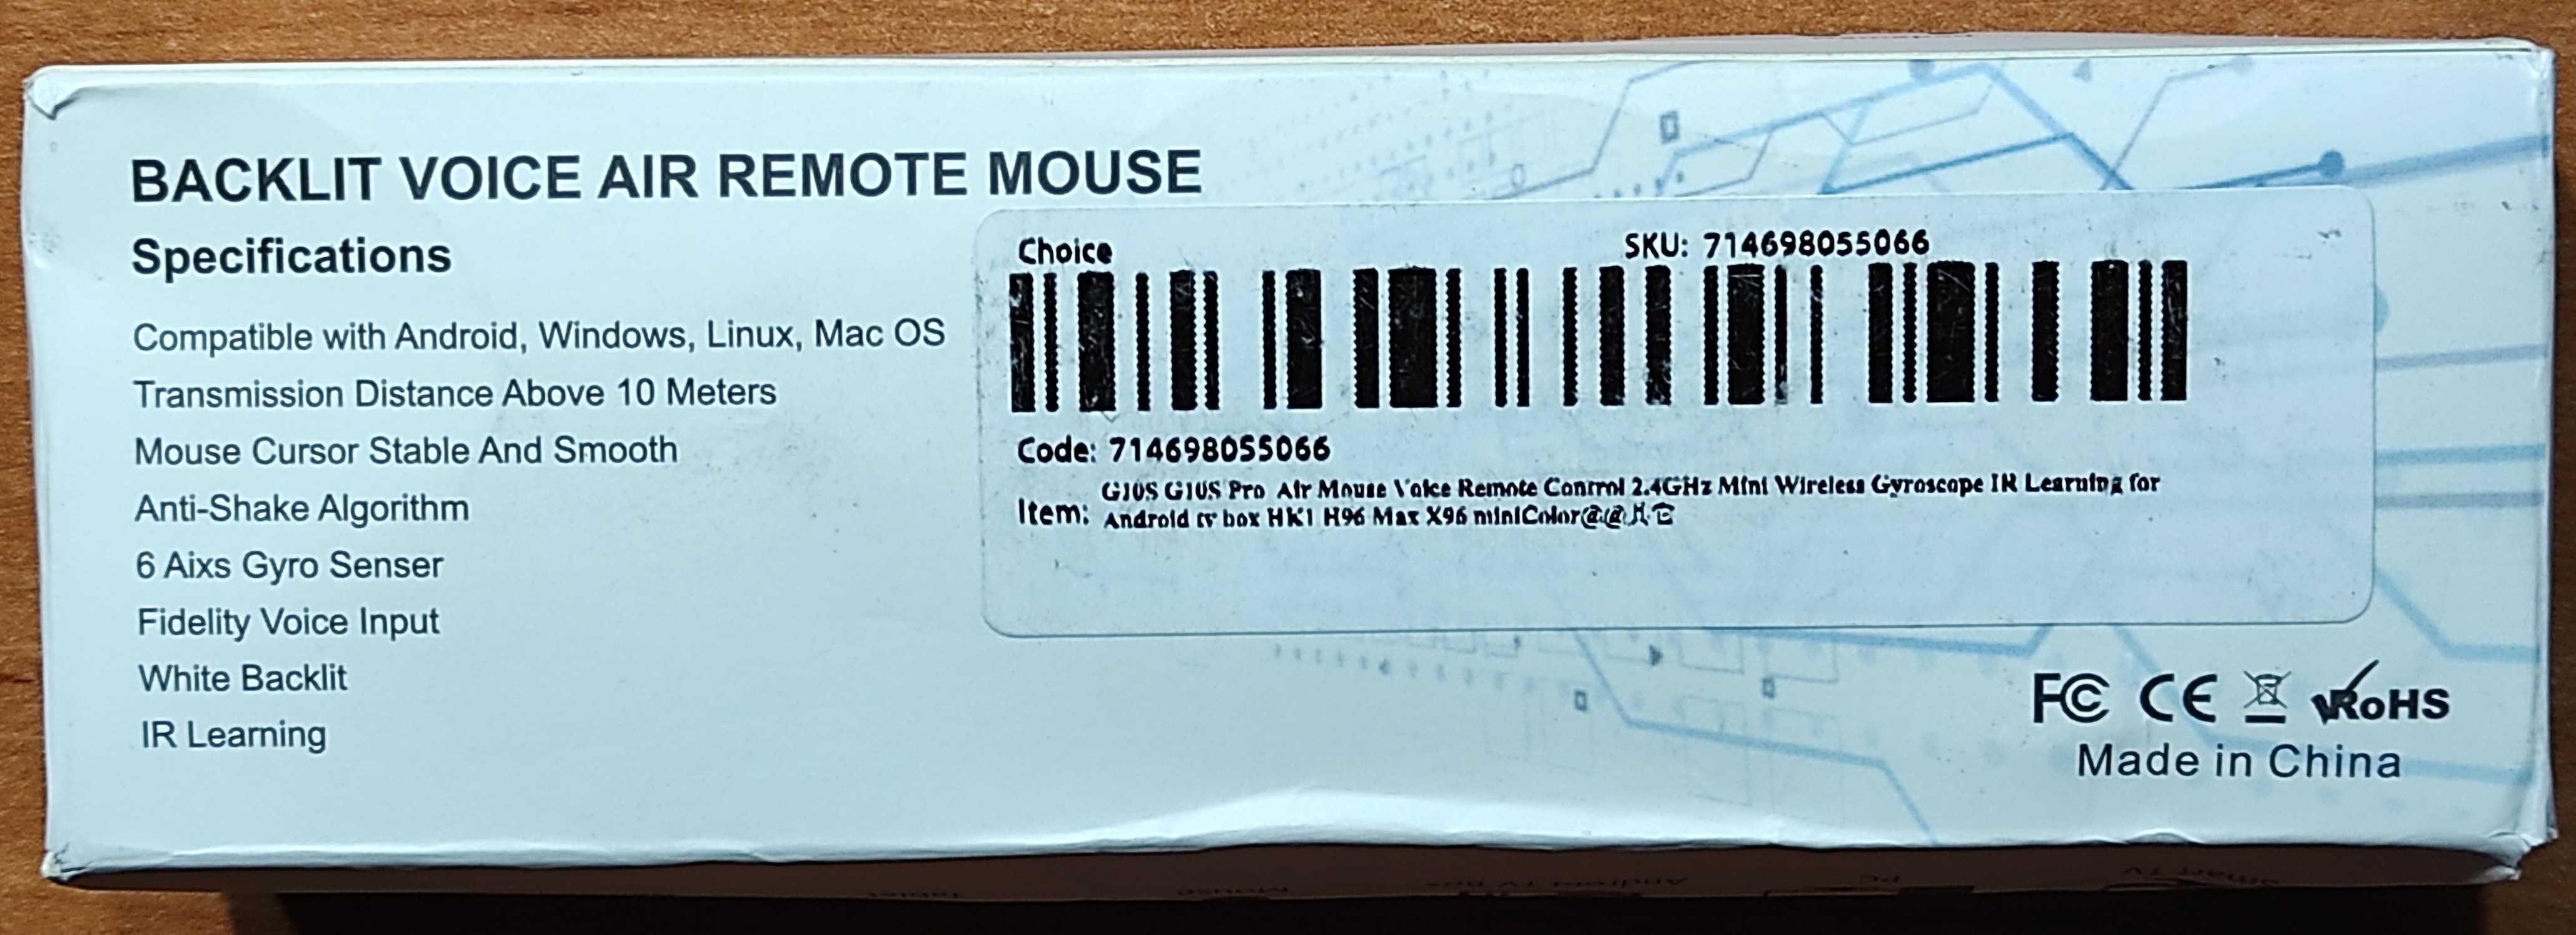 BACKLIT VOICE AIR REMOTE MOUSE
Specifications
Compatible with Android, Windows, Linux, Mac OS
Transmission Distance Above 10 Meters
Mouse Cursor Stable And Smooth
Anti-Shake Algorithm
6 Aixs Gyro Senser
Fidelity Voice Input
White Backlit
IR Learning
Choice
SKU: 714698055066
Code: 714698055066
Item: G10S G10S Pro Air Mouse Voice Remote Control 2.4GHz Mini Wireless Gyroscope IR Learning for
Android tv box HK1 H96 Max X96 miniColor@@
FC CE RoHS
Made in China